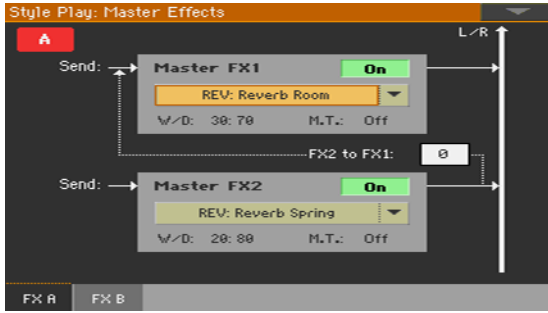 Style Play: Master Effects
A
L/R
Send:
Master FX1
On
REV: Reverb Room
W/D: 30:70 M.T.: Off
FX2 to FX1: 0
Send:
Master FX2
On
REV: Reverb Spring
W/D: 20:80 M.T.: Off
FX A FX B